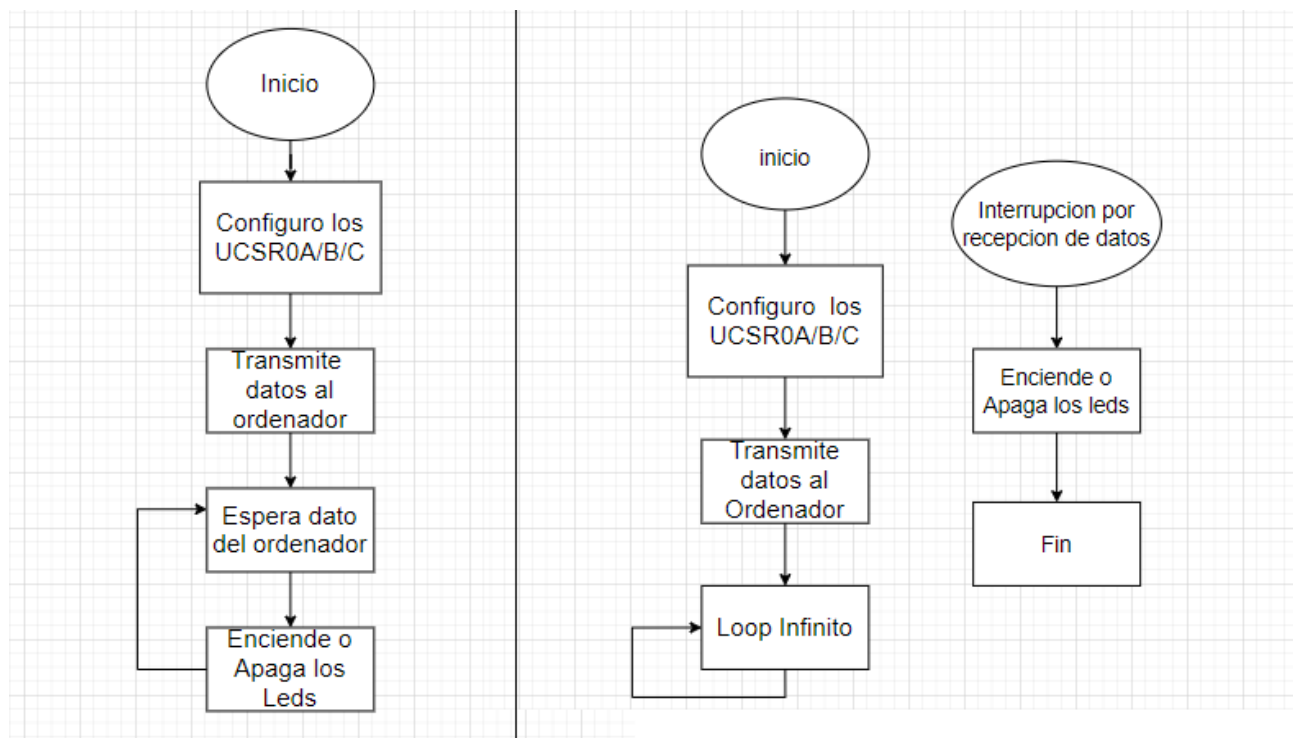 Inicio
Configuro los
UCSR0A/B/C
Transmite
datos al
ordenador
Espera dato
del ordenador
Enciende o
Apaga los
Leds
inicio
Configuro los
UCSR0A/B/C
Transmite
datos al
Ordenador
Loop Infinito
Interrupcion por
recepcion de datos
Enciende o
Apaga los leds
Fin